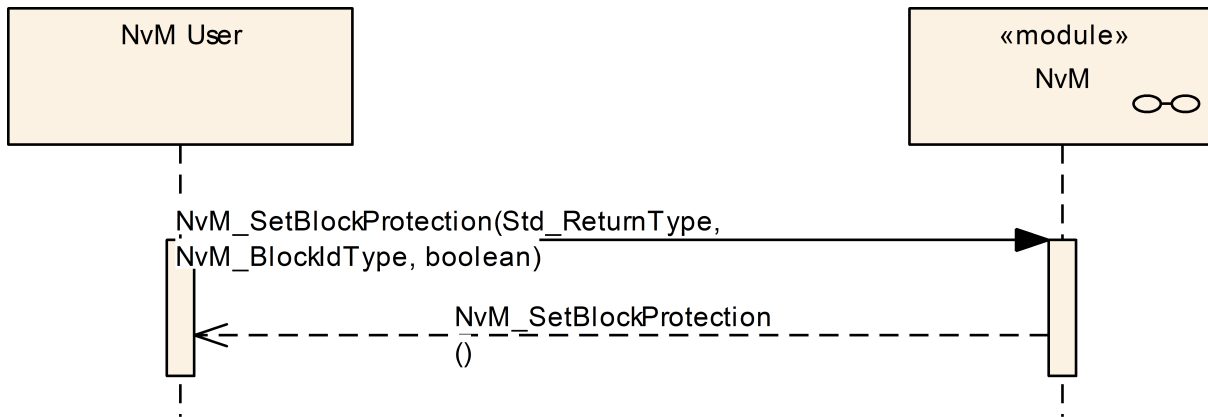 NvM User
«module»
NvM
NvM_SetBlockProtection(Std_ReturnType,
NvM_BlockIdType, boolean)
NvM_SetBlockProtection
()